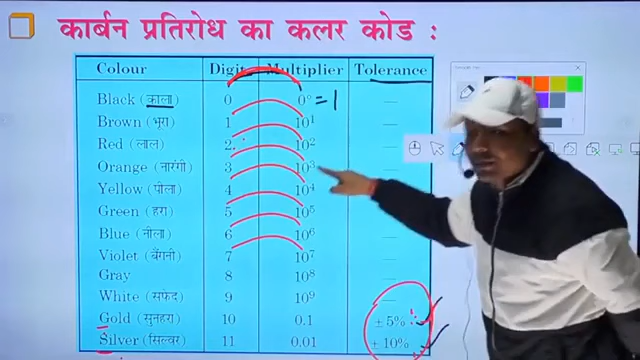 कार्बन प्रतिरोध का कलर कोड :
Colour Digit Multiplier Tolerance
Black (काला) 0 0° = 1 —
Brown (भूरा) 1 10¹ —
Red (लाल) 2 10² —
Orange (नारंगी) 3 10³ —
Yellow (पीला) 4 10⁴ —
Green (हरा) 5 10⁵ —
Blue (नीला) 6 10⁶ —
Violet (बैंगनी) 7 10⁷ —
Gray 8 10⁸
White (सफेद) 9 10⁹ —
Gold (सुनहरा) 10 0.1 ± 5%
Silver (सिल्वर) 11 0.01 ± 10%